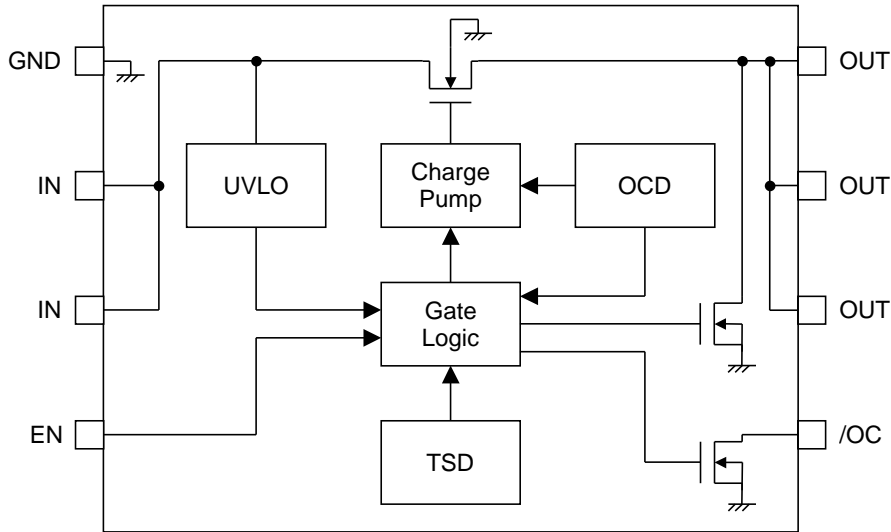 GND
OUT
IN
UVLO
Charge
Pump
OCD
OUT
IN
Gate
Logic
OUT
EN
TSD
/OC